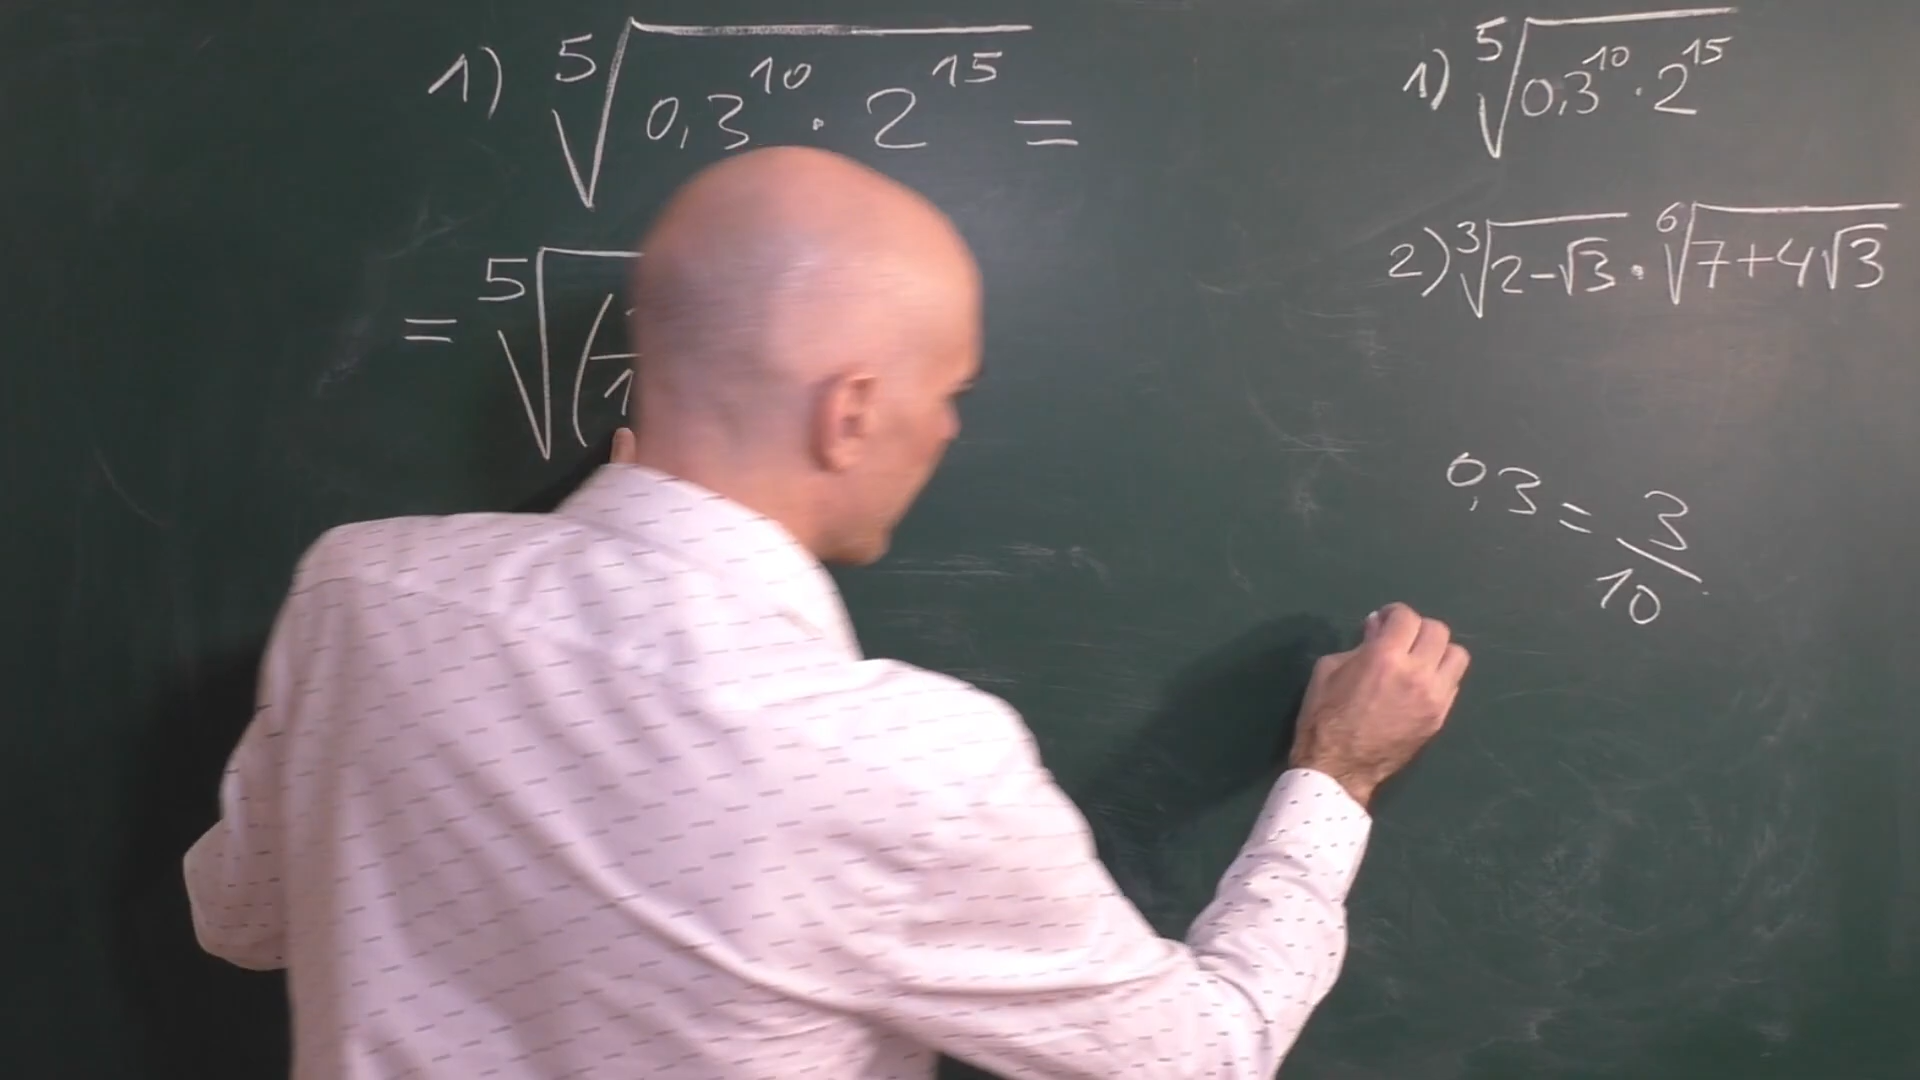 1) ⁵√(0,3¹⁰ · 2¹⁵) =
= ⁵√( (
1
1) ⁵√(0,3¹⁰ · 2¹⁵)
2) ³√(2-√3) · ⁶√(7+4√3)
0,3 = 3/10